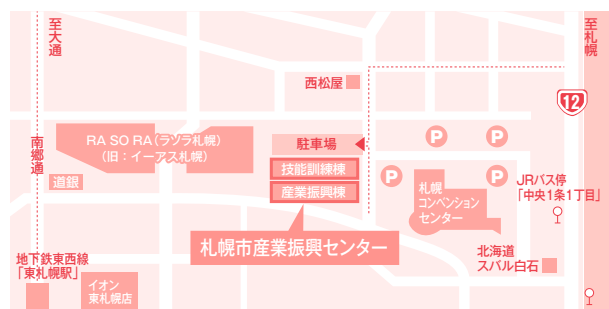 至大通
南郷通
RA SO RA(ラソラ札幌)
(旧：イーアス札幌)
道銀
地下鉄東西線
「東札幌駅」
イオン
東札幌店
西松屋
駐車場
技能訓練棟
産業振興棟
札幌市産業振興センター
P
P
P
P
札幌
コンベンション
センター
北海道
スバル白石
JRバス停
「中央1条1丁目」
12
至札幌